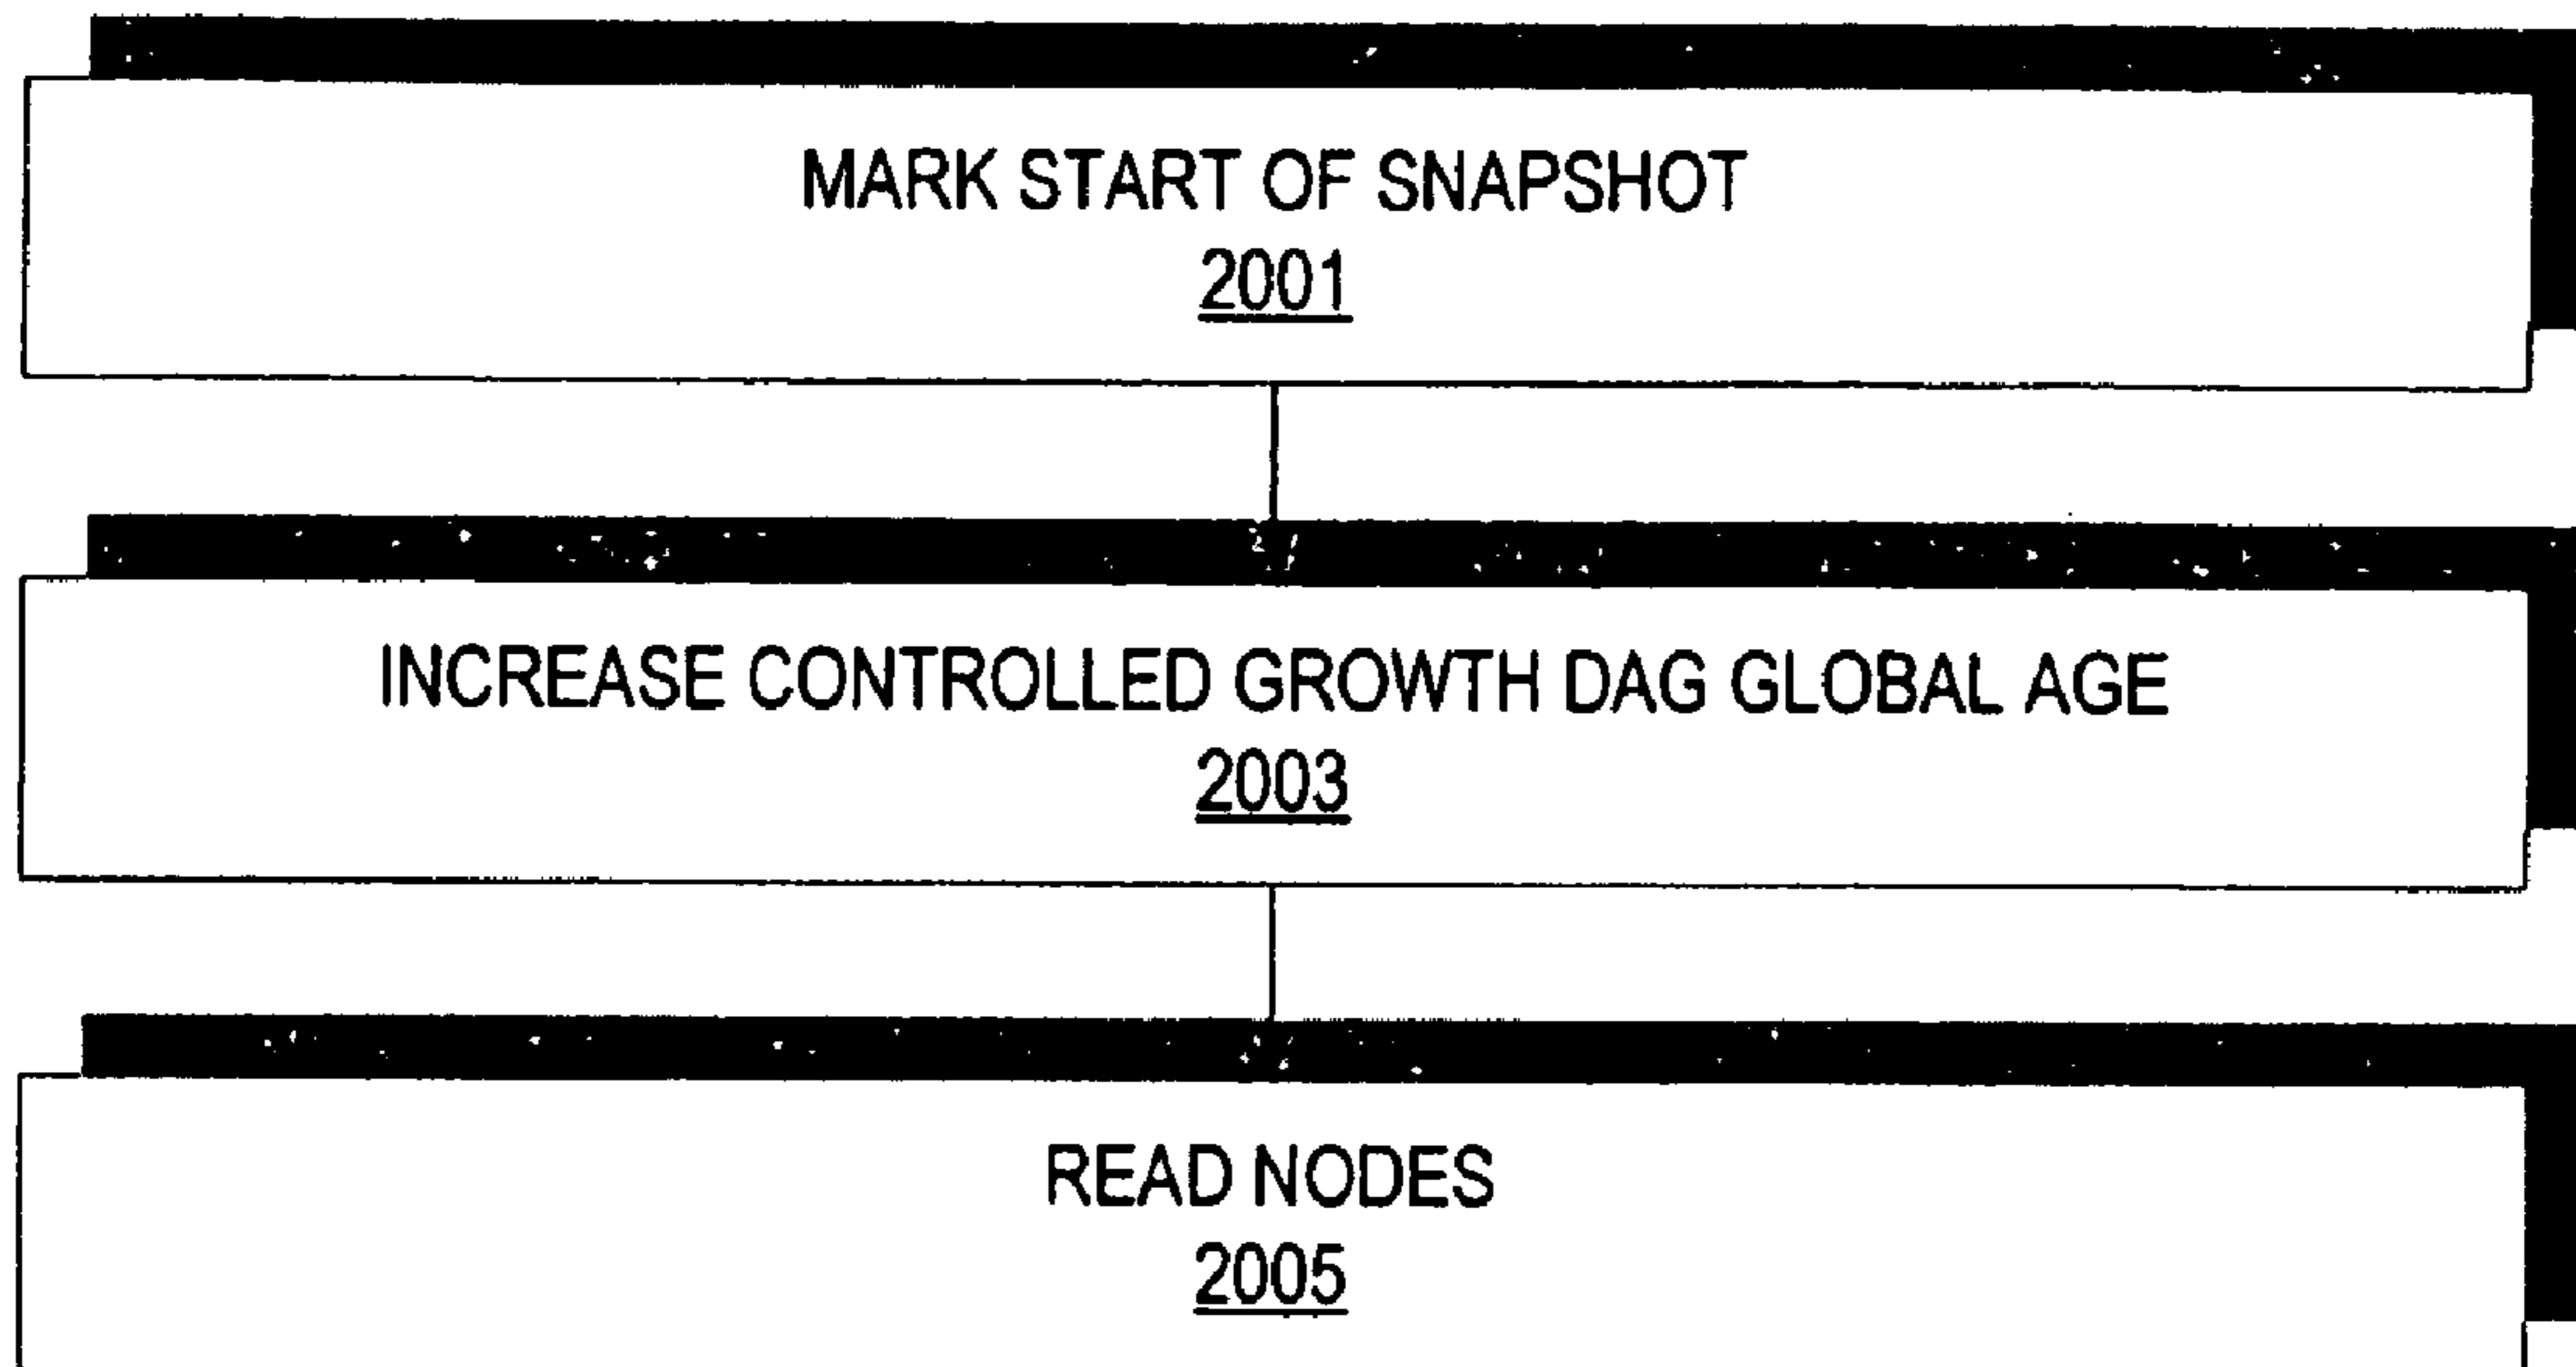 MARK START OF SNAPSHOT
2001
INCREASE CONTROLLED GROWTH DAG GLOBAL AGE
2003
READ NODES
2005